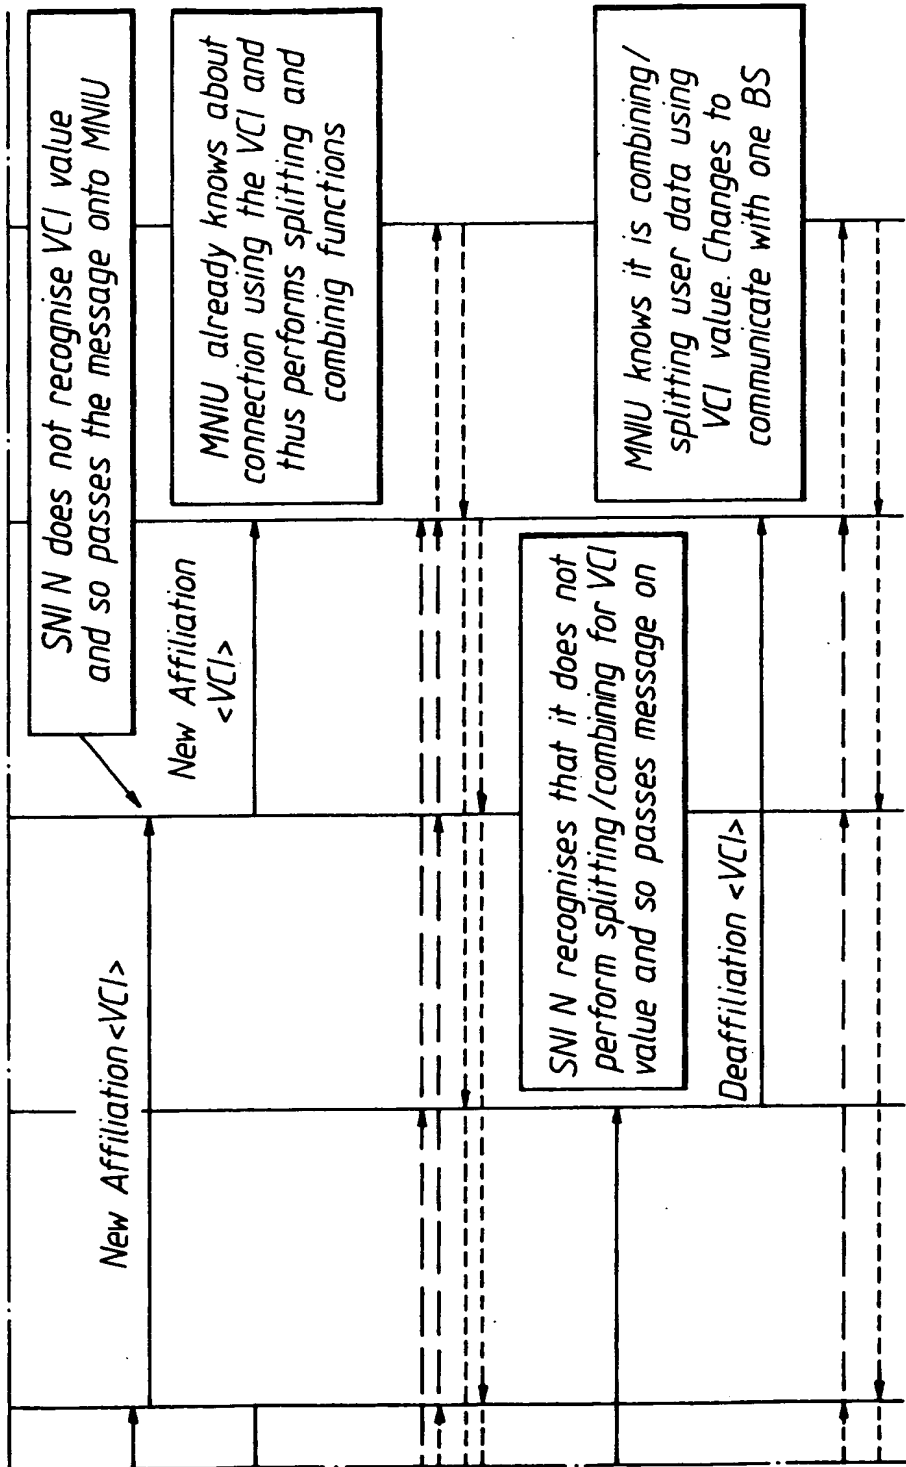 SNI N does not recognise VCI value
and so passes the message onto MNIU
MNIU already knows about
connection using the VCI and
thus performs splitting and
combining functions
New Affiliation
<VCI>
New Affiliation <VCI>
SNI N recognises that it does not
perform splitting/combining for VCI
value and so passes message on
MNIU knows it is combining/
splitting user data using
VCI value. Changes to
communicate with one BS
Deaffiliation <VCI>